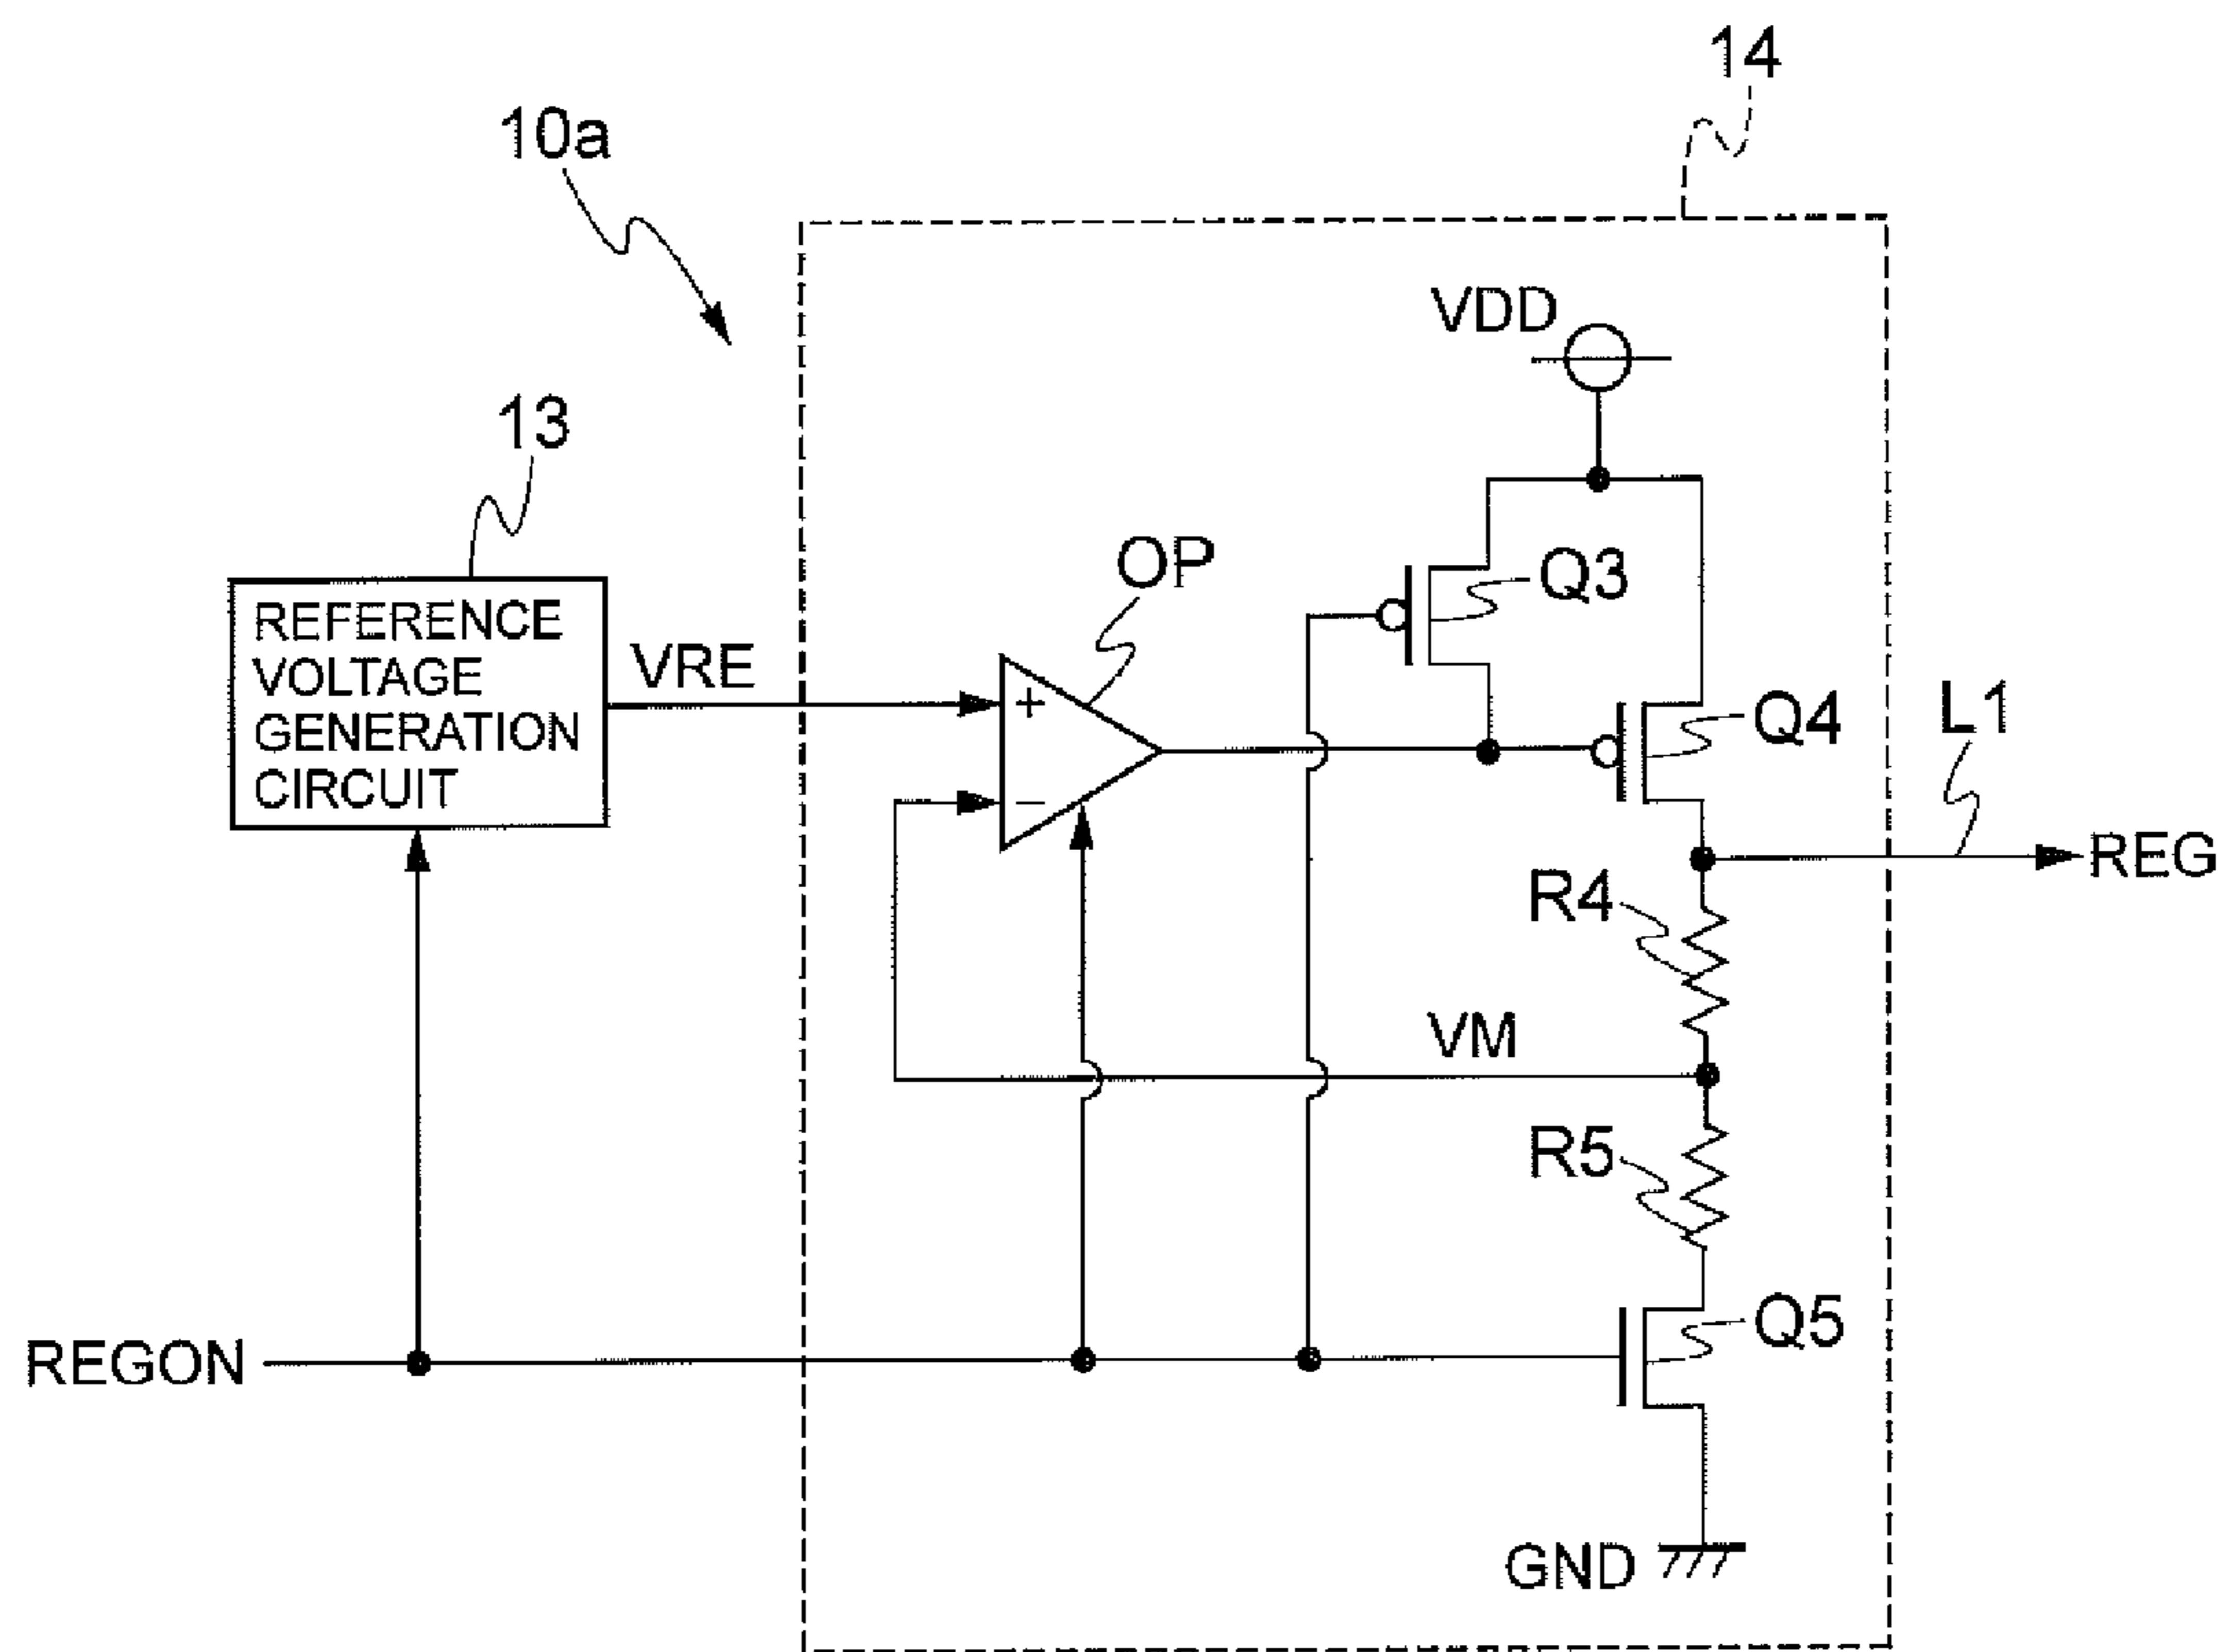 14
10a
VDD
13
OP
Q3
REFERENCE
VOLTAGE
GENERATION
CIRCUIT
VRE
+
−
Q4
L1
REG
R4
VM
R5
Q5
REGON
GND